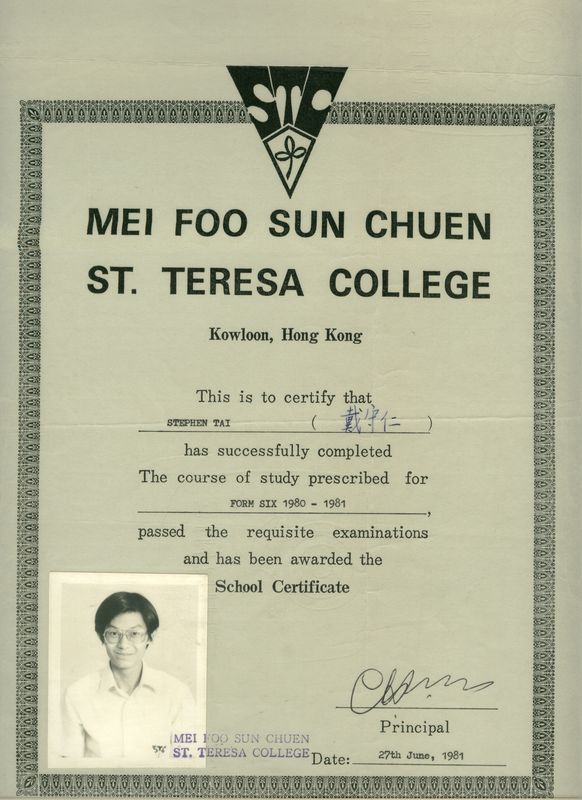 STC
MEI FOO SUN CHUEN
ST. TERESA COLLEGE
Kowloon, Hong Kong
This is to certify that
STEPHEN TAI ( 戴守仁 )
has successfully completed
The course of study prescribed for
FORM SIX 1980 - 1981,
passed the requisite examinations
and has been awarded the
School Certificate
Principal
MEI FOO SUN CHUEN
ST. TERESA COLLEGE
Date: 27th June, 1981